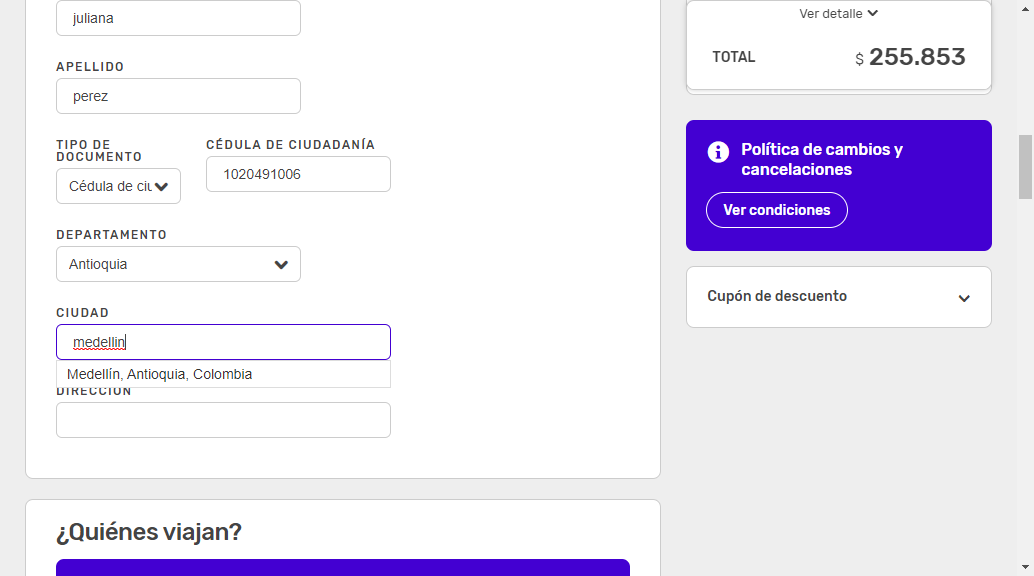 juliana
APELLIDO
perez
TIPO DE
DOCUMENTO
Cédula de ciu
CÉDULA DE CIUDADANÍA
1020491006
DEPARTAMENTO
Antioquia
CIUDAD
medellin
Medellín, Antioquia, Colombia
DIRECCIÓN
¿Quiénes viajan?
Ver detalle
TOTAL
$ 255.853
Política de cambios y
cancelaciones
Ver condiciones
Cupón de descuento